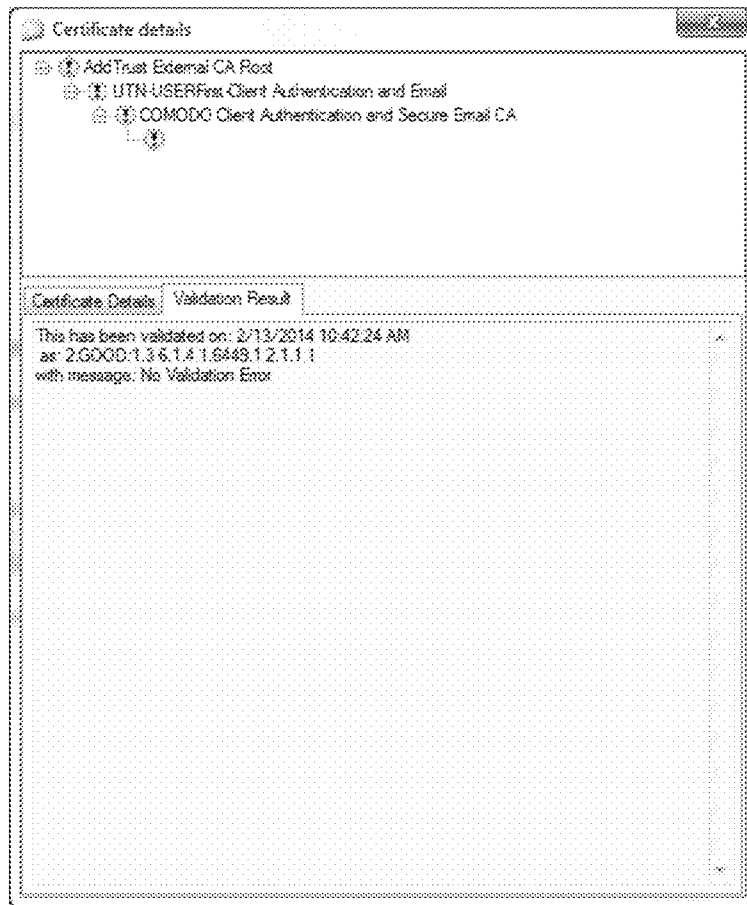 Certificate details
AddTrust External CA Root
UTN-USERFirst-Client Authentication and Email
COMODO Client Authentication and Secure Email CA
Certificate Details Validation Result
This has been validated on: 2/13/2014 10:42:24 AM
as: 2:GOOD:1.3.6.1.4.1.6449.1.2.1.1.1
with message: No Validation Error